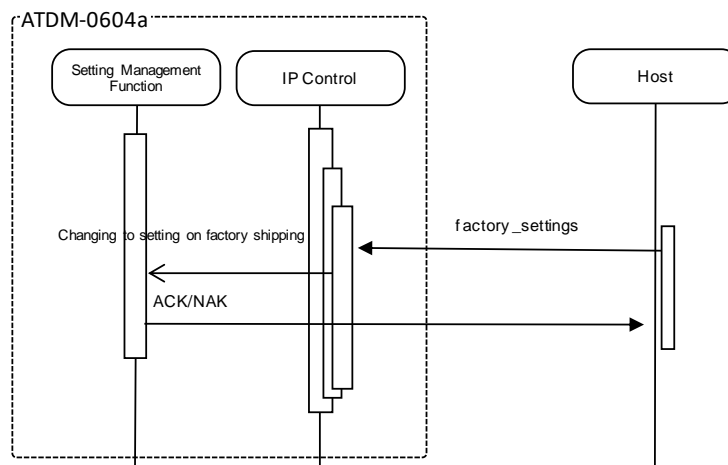 ATDM-0604a
Setting Management
Function
IP Control
Host
factory_settings
Changing to setting on factory shipping
ACK/NAK